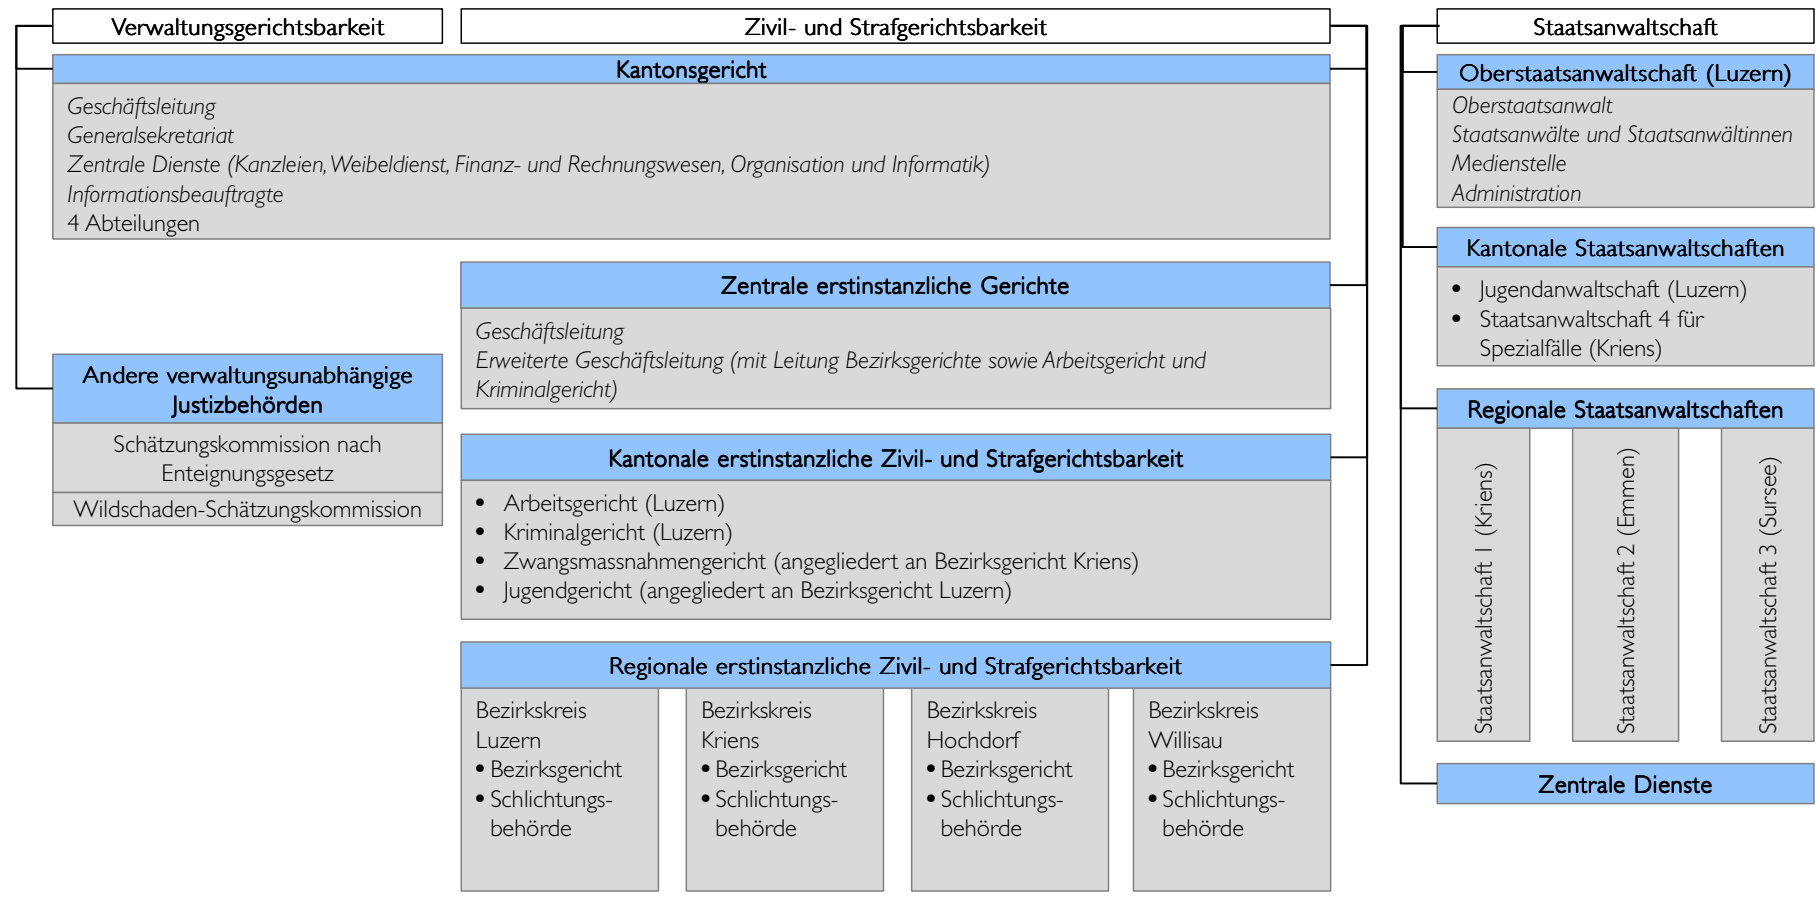 Verwaltungsgerichtsbarkeit
Zivil- und Strafgerichtsbarkeit
Kantonsgericht
Geschäftsleitung
Generalsekretariat
Zentrale Dienste (Kanzleien, Weibeldienst, Finanz- und Rechnungswesen, Organisation und Informatik)
Informationsbeauftragte
4 Abteilungen
Andere verwaltungsunabhängige
Justizbehörden
Schätzungskommission nach
Enteignungsgesetz
Wildschaden-Schätzungskommission
Zentrale erstinstanzliche Gerichte
Geschäftsleitung
Erweiterte Geschäftsleitung (mit Leitung Bezirksgerichte sowie Arbeitsgericht und
Kriminalgericht)
Kantonale erstinstanzliche Zivil- und Strafgerichtsbarkeit
• Arbeitsgericht (Luzern)
• Kriminalgericht (Luzern)
• Zwangsmassnahmengericht (angegliedert an Bezirksgericht Kriens)
• Jugendgericht (angegliedert an Bezirksgericht Luzern)
Regionale erstinstanzliche Zivil- und Strafgerichtsbarkeit
Bezirkskreis
Luzern
• Bezirksgericht
• Schlichtungs-
behörde
Bezirkskreis
Kriens
• Bezirksgericht
• Schlichtungs-
behörde
Bezirkskreis
Hochdorf
• Bezirksgericht
• Schlichtungs-
behörde
Bezirkskreis
Willisau
• Bezirksgericht
• Schlichtungs-
behörde
Staatsanwaltschaft
Oberstaatsanwaltschaft (Luzern)
Oberstaatsanwalt
Staatsanwälte und Staatsanwältinnen
Medienstelle
Administration
Kantonale Staatsanwaltschaften
• Jugendanwaltschaft (Luzern)
• Staatsanwaltschaft 4 für
Spezialfälle (Kriens)
Regionale Staatsanwaltschaften
Staatsanwaltschaft 1 (Kriens)
Staatsanwaltschaft 2 (Emmen)
Staatsanwaltschaft 3 (Sursee)
Zentrale Dienste